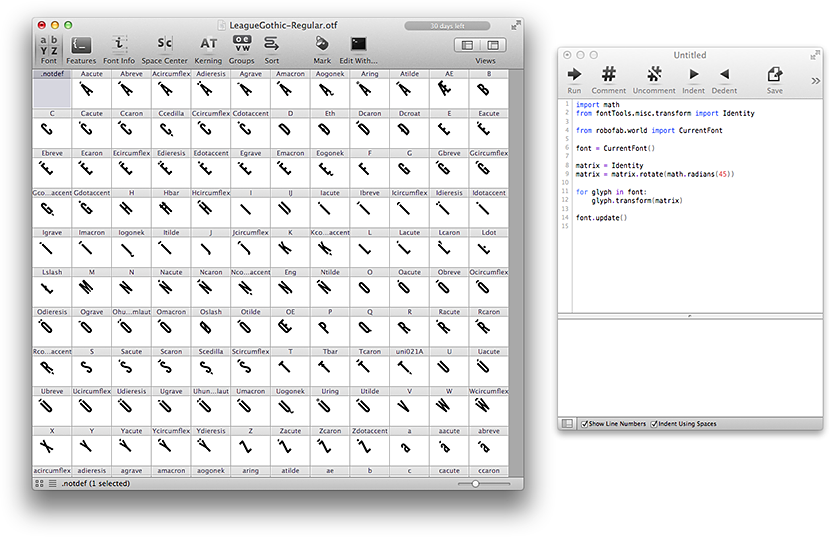 LeagueGothic-Regular.otf
30 days left
Font Features Font Info Space Center Kerning Groups Sort Mark Edit With... Views
.notdef Aacute Abreve Acircumflex Adieresis Agrave Amacron Aogonek Aring Atilde AE B
C Cacute Ccaron Ccedilla Ccircumflex Cdotaccent D Eth Dcaron Dcroat E Eacute
Ebreve Ecaron Ecircumflex Edieresis Edotaccent Egrave Emacron Eogonek F G Gbreve Gcircumflex
Gco...accent Gdotaccent H Hbar Hcircumflex I IJ Iacute Ibreve Icircumflex Idieresis Idotaccent
Igrave Imacron Iogonek Itilde J Jcircumflex K Kco...accent L Lacute Lcaron Ldot
Lslash M N Nacute Ncaron Nco...accent Eng Ntilde O Oacute Obreve Ocircumflex
Odieresis Ograve Ohu...mlaut Omacron Oslash Otilde OE P Q R Racute Rcaron
Rco...accent S Sacute Scaron Scedilla Scircumflex T Tbar Tcaron uni021A U Uacute
Ubreve Ucircumflex Udieresis Ugrave Uhun...laut Umacron Uogonek Uring Utilde V W Wcircumflex
X Y Yacute Ycircumflex Ydieresis Z Zacute Zcaron Zdotaccent a aacute abreve
acircumflex adieresis agrave amacron aogonek aring atilde ae b c cacute ccaron
.notdef (1 selected)
Untitled
Run Comment Uncomment Indent Dedent Save
1 import math
2 from fontTools.misc.transform import Identity
3
4 from robofab.world import CurrentFont
5
6 font = CurrentFont()
7
8 matrix = Identity
9 matrix = matrix.rotate(math.radians(45))
10
11 for glyph in font:
12 glyph.transform(matrix)
13
14 font.update()
15
Show Line Numbers Indent Using Spaces